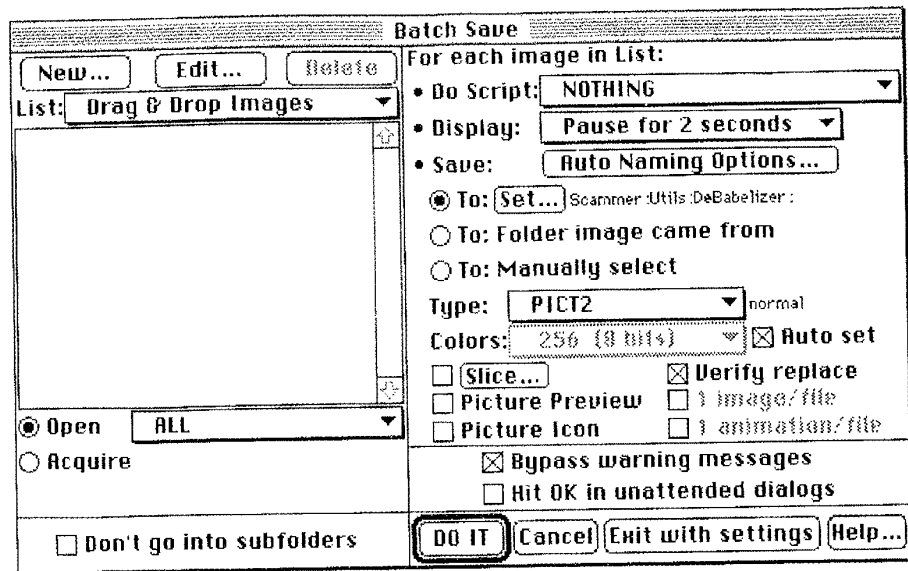 Batch Save
New... Edit... Delete
List: Drag & Drop Images
Open ALL
Acquire
Don't go into subfolders
For each image in List:
• Do Script: NOTHING
• Display: Pause for 2 seconds
• Save: Auto Naming Options...
To: Set... Scammer :Utils :DeBabelizer :
To: Folder image came from
To: Manually select
Type: PICT2 normal
Colors: 256 (8 bits) Auto set
Slice... Verify replace
Picture Preview 1 image/file
Picture Icon 1 animation/file
Bypass warning messages
Hit OK in unattended dialogs
DO IT Cancel Exit with settings Help...